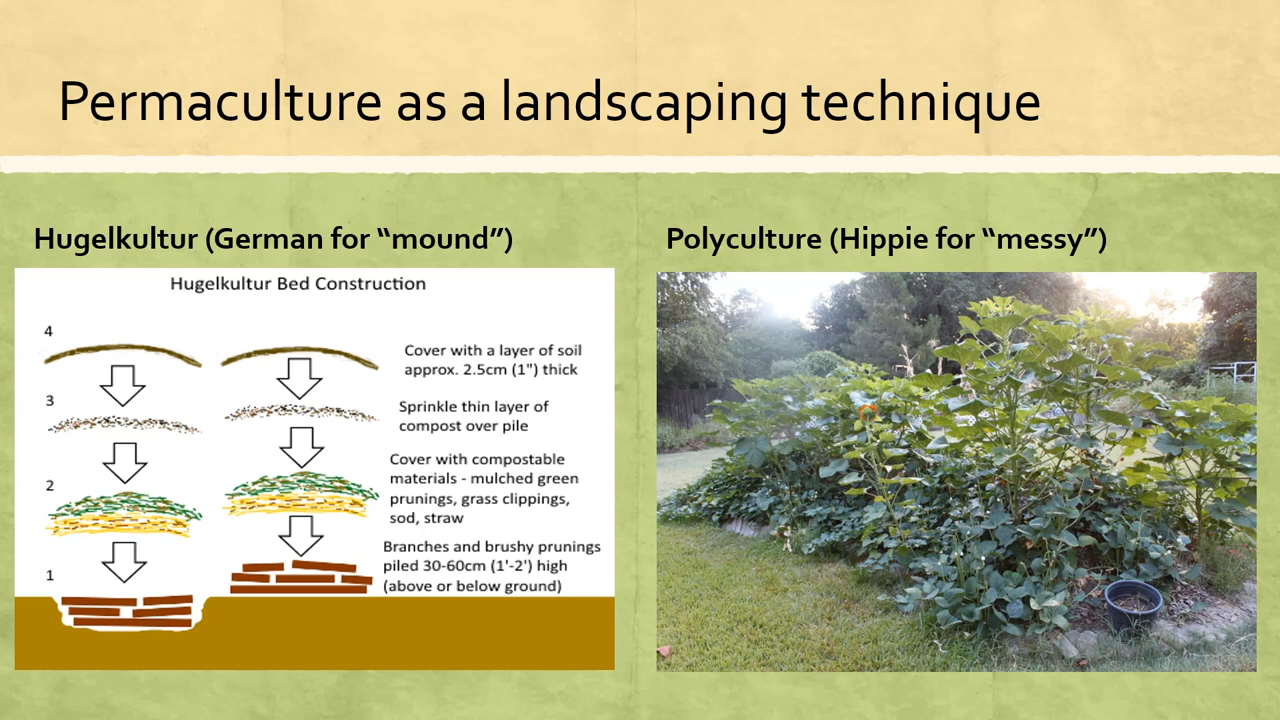 Permaculture as a landscaping technique
Hugelkultur (German for “mound”)
Hugelkultur Bed Construction
4
Cover with a layer of soil
approx. 2.5cm (1") thick
3
Sprinkle thin layer of
compost over pile
2
Cover with compostable
materials - mulched green
prunings, grass clippings,
sod, straw
1
Branches and brushy prunings
piled 30-60cm (1'-2') high
(above or below ground)
Polyculture (Hippie for “messy”)